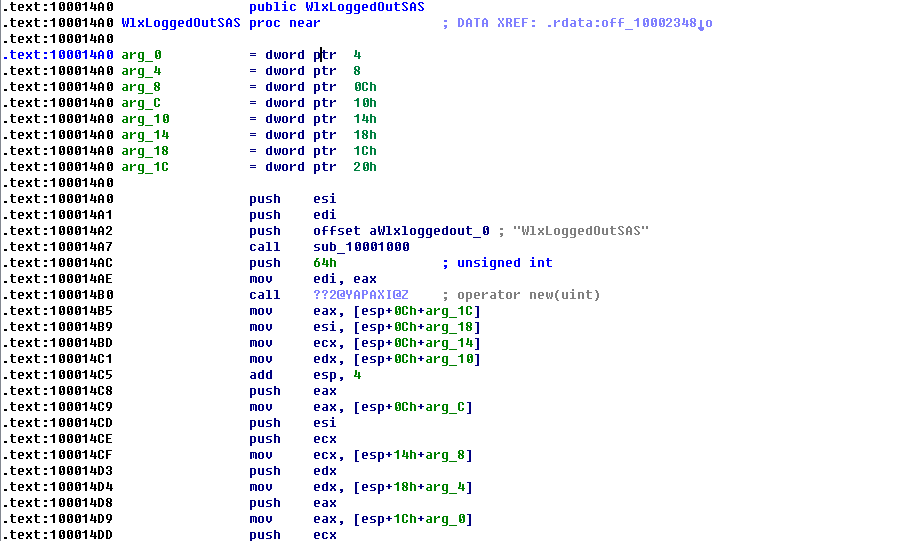 .text:100014A0 public WlxLoggedOutSAS
.text:100014A0 WlxLoggedOutSAS proc near ; DATA XREF: .rdata:off_10002348↓o
.text:100014A0
.text:100014A0 arg_0 = dword ptr 4
.text:100014A0 arg_4 = dword ptr 8
.text:100014A0 arg_8 = dword ptr 0Ch
.text:100014A0 arg_C = dword ptr 10h
.text:100014A0 arg_10 = dword ptr 14h
.text:100014A0 arg_14 = dword ptr 18h
.text:100014A0 arg_18 = dword ptr 1Ch
.text:100014A0 arg_1C = dword ptr 20h
.text:100014A0
.text:100014A0 push esi
.text:100014A1 push edi
.text:100014A2 push offset aWlxloggedout_0 ; "WlxLoggedOutSAS"
.text:100014A7 call sub_10001000
.text:100014AC push 64h ; unsigned int
.text:100014AE mov edi, eax
.text:100014B0 call ??2@YAPAXI@Z ; operator new(uint)
.text:100014B5 mov eax, [esp+0Ch+arg_1C]
.text:100014B9 mov esi, [esp+0Ch+arg_18]
.text:100014BD mov ecx, [esp+0Ch+arg_14]
.text:100014C1 mov edx, [esp+0Ch+arg_10]
.text:100014C5 add esp, 4
.text:100014C8 push eax
.text:100014C9 mov eax, [esp+0Ch+arg_C]
.text:100014CD push esi
.text:100014CE push ecx
.text:100014CF mov ecx, [esp+14h+arg_8]
.text:100014D3 push edx
.text:100014D4 mov edx, [esp+18h+arg_4]
.text:100014D8 push eax
.text:100014D9 mov eax, [esp+1Ch+arg_0]
.text:100014DD push ecx